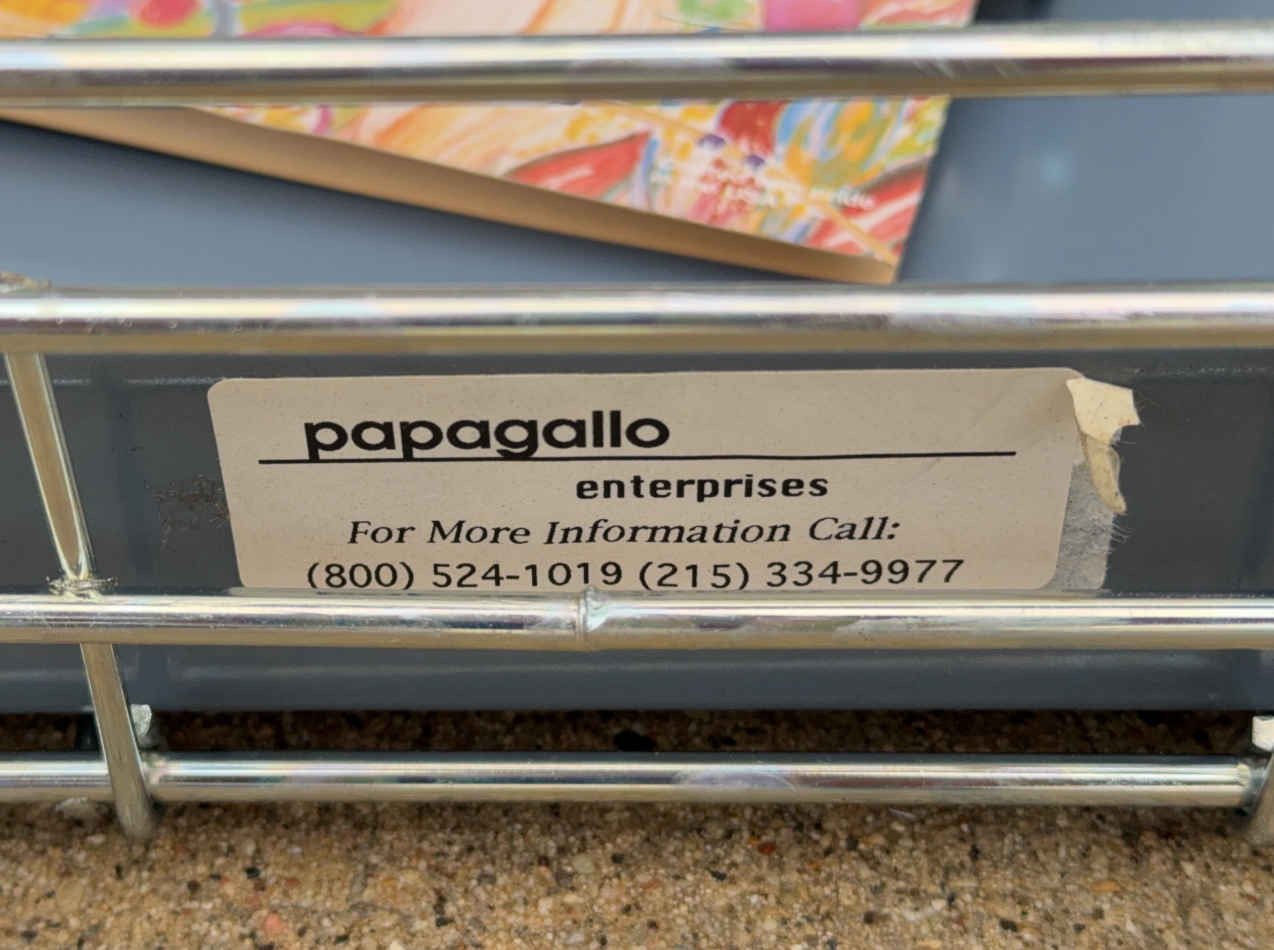 papagallo
enterprises
For More Information Call:
(800) 524-1019 (215) 334-9977